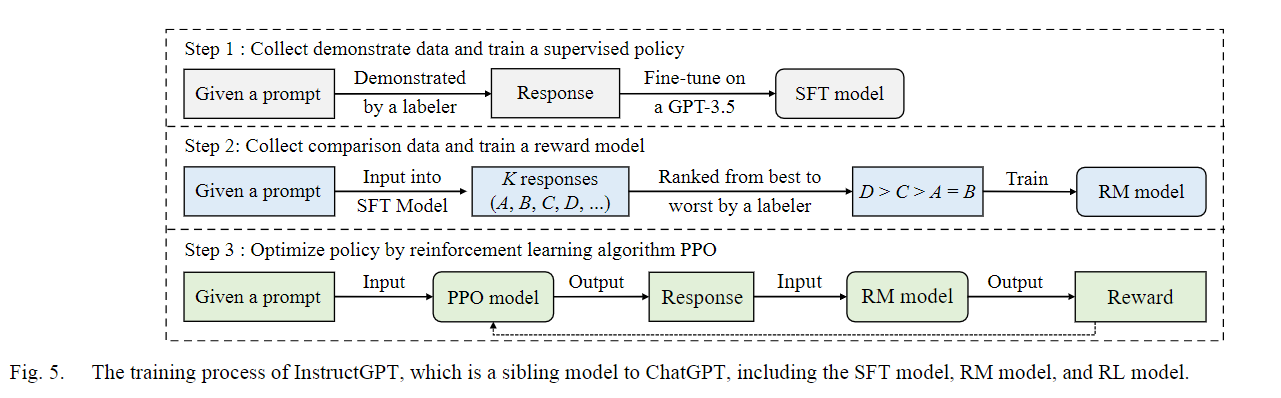 Step 1 : Collect demonstrate data and train a supervised policy
Given a prompt
Demonstrated
by a labeler
Response
Fine-tune on
a GPT-3.5
SFT model
Step 2: Collect comparison data and train a reward model
Given a prompt
Input into
SFT Model
K responses
(A, B, C, D, ...)
Ranked from best to
worst by a labeler
D > C > A = B
Train
RM model
Step 3 : Optimize policy by reinforcement learning algorithm PPO
Given a prompt
Input
PPO model
Output
Response
Input
RM model
Output
Reward
Fig. 5. The training process of InstructGPT, which is a sibling model to ChatGPT, including the SFT model, RM model, and RL model.